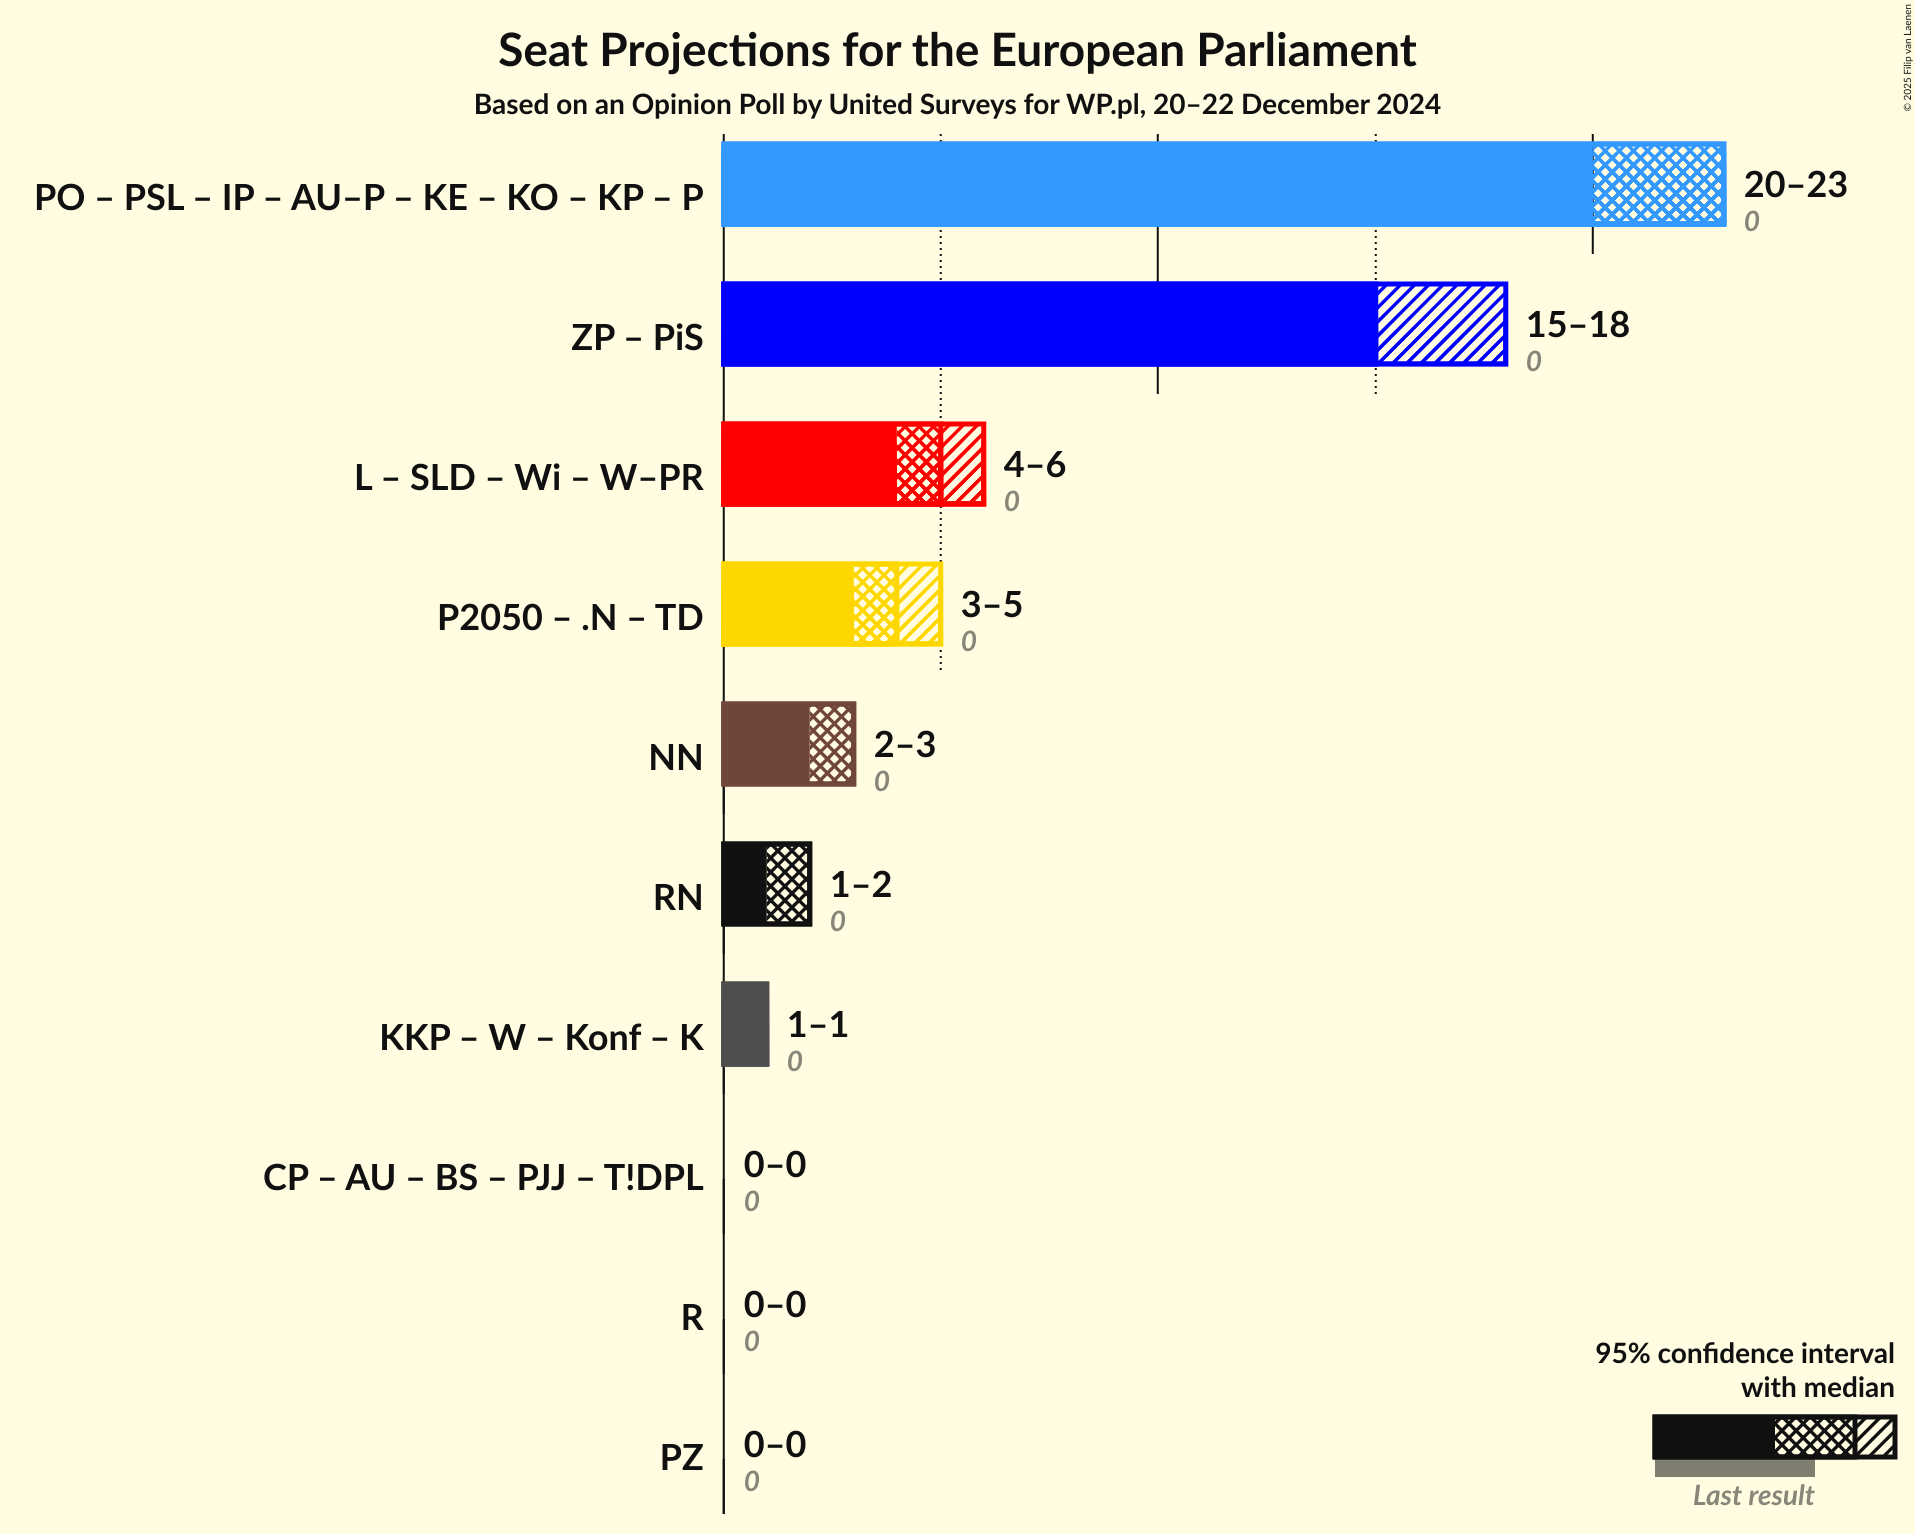 Seat Projections for the European Parliament
Based on an Opinion Poll by United Surveys for WP.pl, 20–22 December 2024
© 2025 Filip van Laenen
PO – PSL – IP – AU–P – KE – KO – KP – P
20–23
0
ZP – PiS
15–18
0
L – SLD – Wi – W–PR
4–6
0
P2050 – .N – TD
3–5
0
NN
2–3
0
RN
1–2
0
KKP – W – Konf – K
1–1
0
CP – AU – BS – PJJ – T!DPL
0–0
0
R
0–0
0
PZ
0–0
0
95% confidence interval
with median
Last result